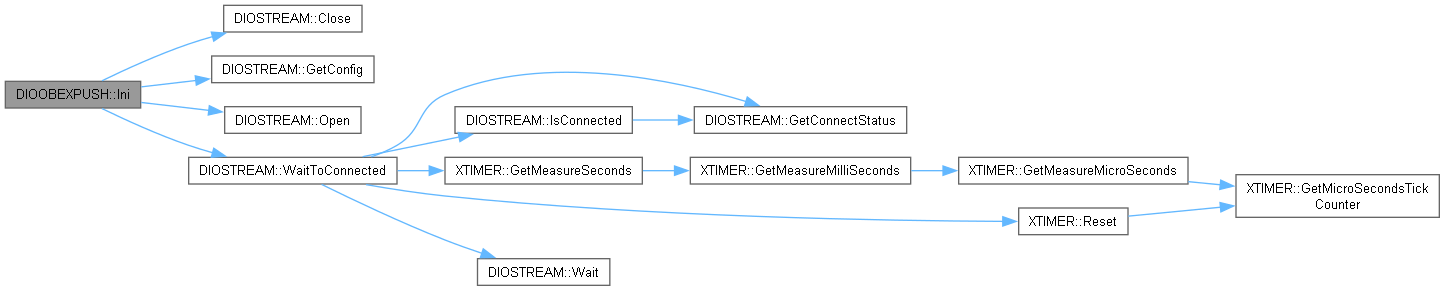 DIOSTREAM::Close
DIOSTREAM::GetConfig
DIOOBEXPUSH::Ini
DIOSTREAM::Open
DIOSTREAM::IsConnected
DIOSTREAM::GetConnectStatus
DIOSTREAM::WaitToConnected
XTIMER::GetMeasureSeconds
XTIMER::GetMeasureMilliSeconds
XTIMER::GetMeasureMicroSeconds
XTIMER::GetMicroSecondsTick
Counter
XTIMER::Reset
DIOSTREAM::Wait